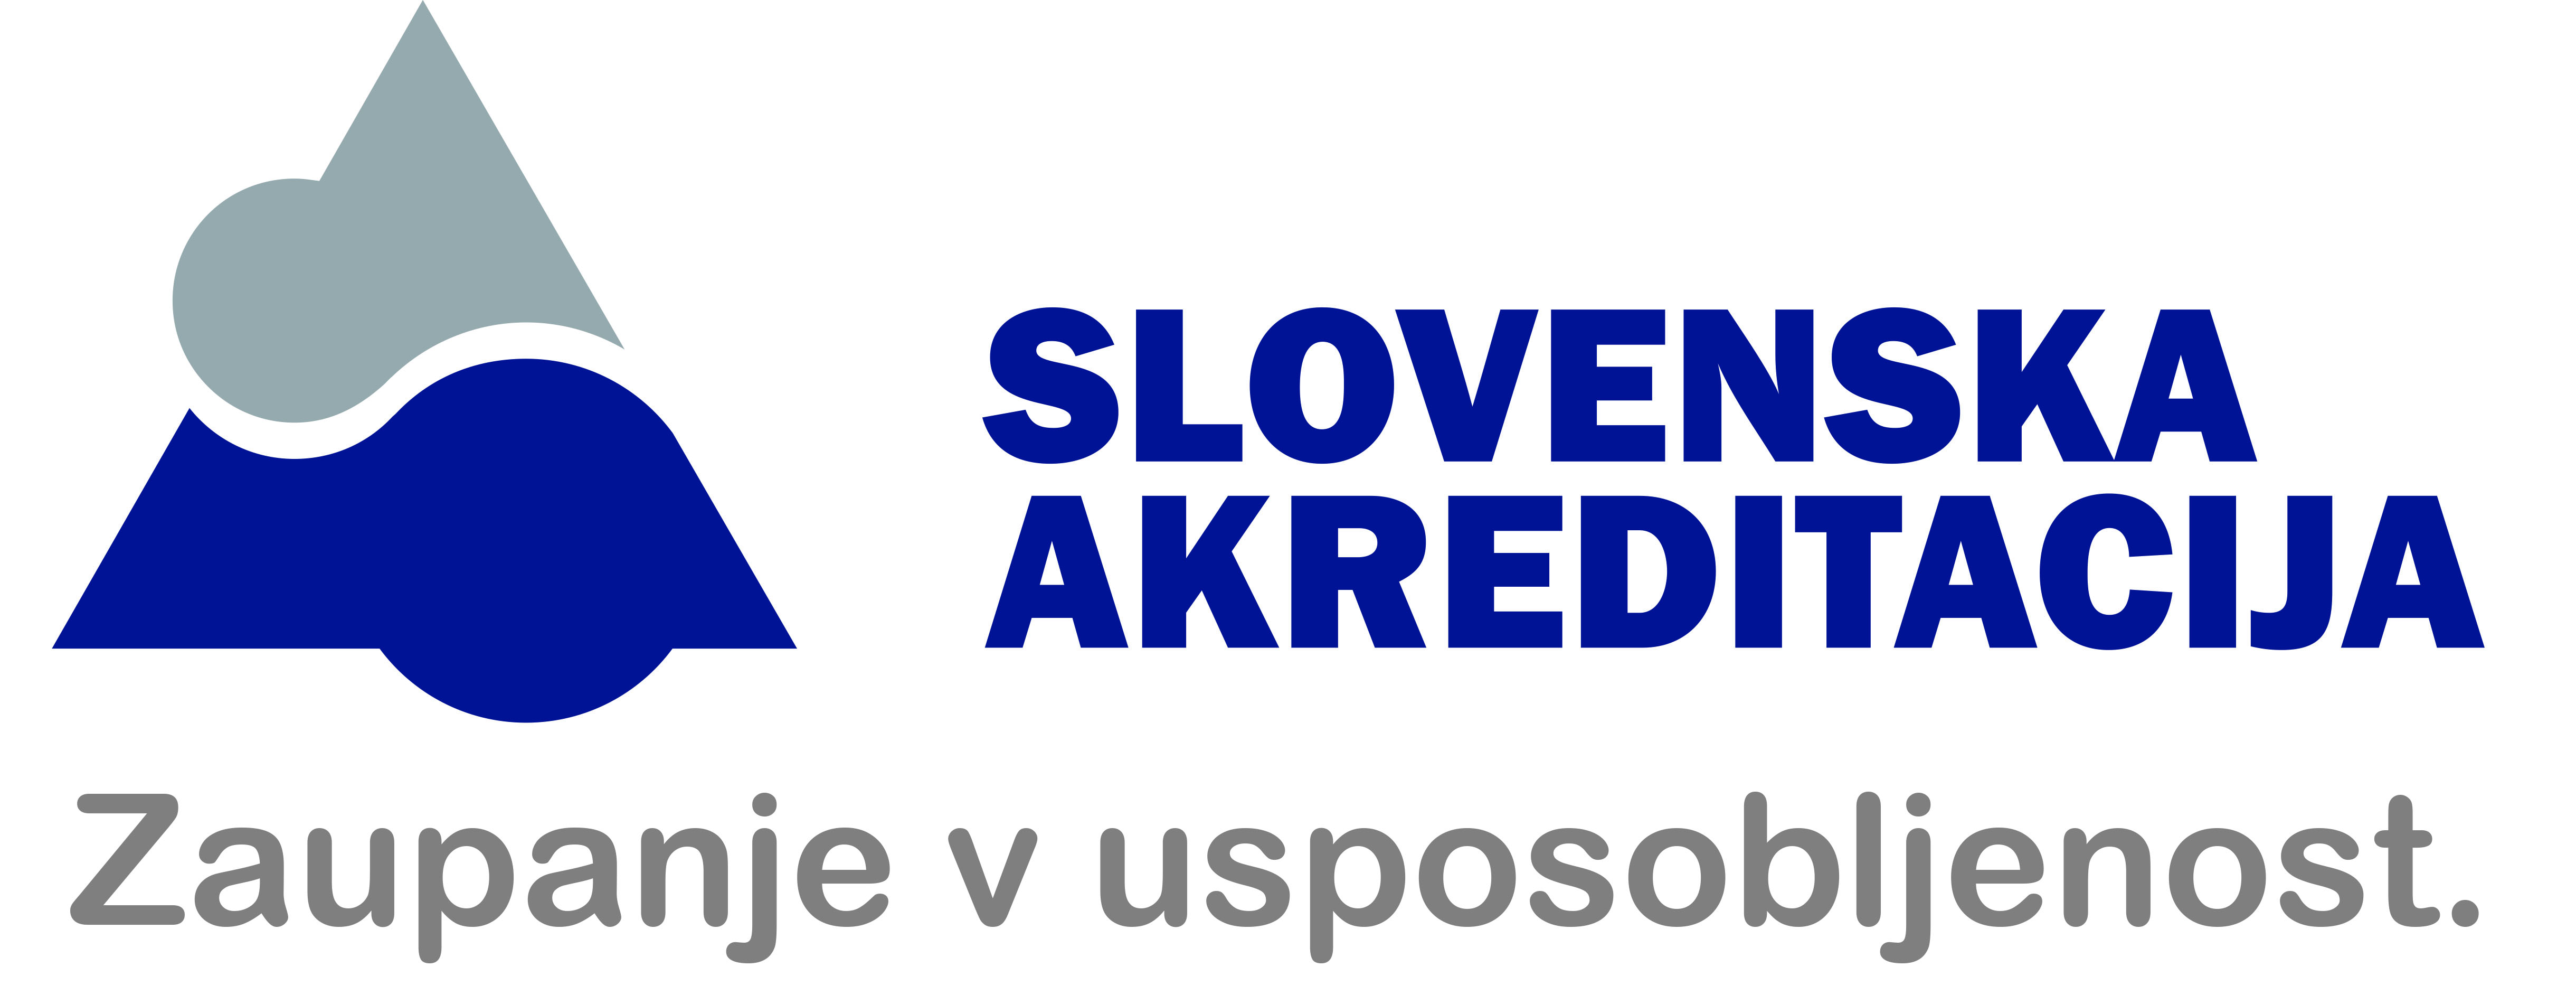 SLOVENSKA
AKREDITACIJA
Zaupanje v usposobljenost.